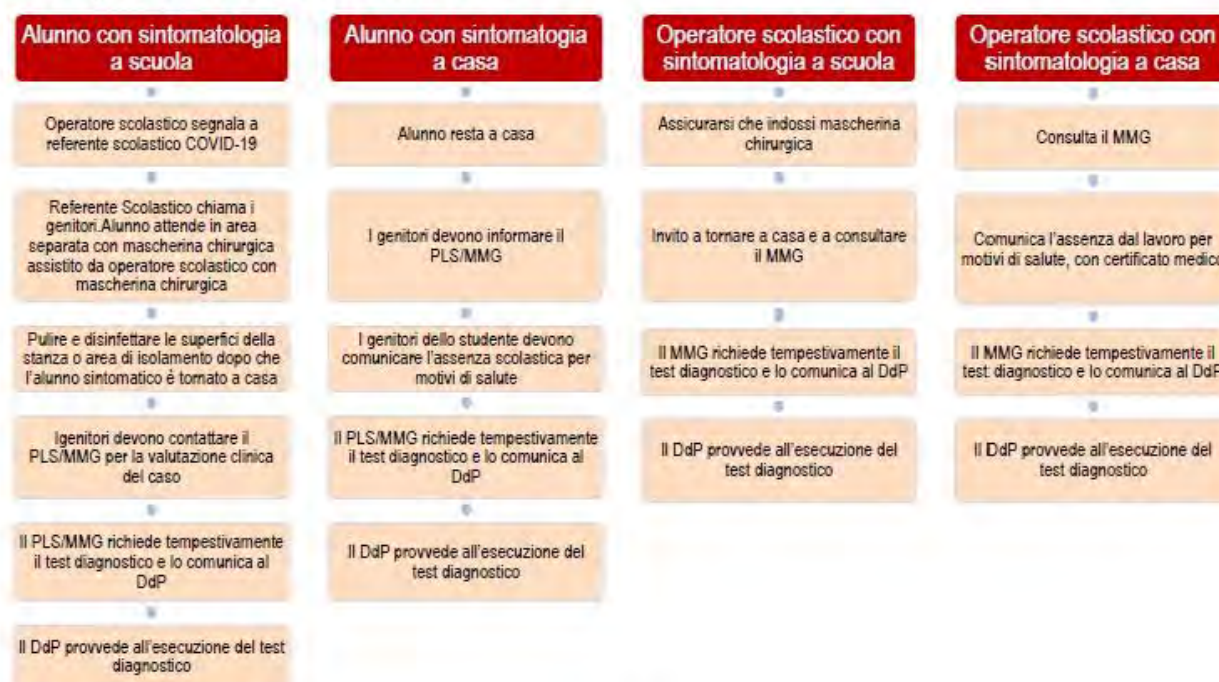 Alunno con sintomatologia
a scuola
Operatore scolastico segnala a
referente scolastico COVID-19
Referente Scolastico chiama i
genitori.Alunno attende in area
separata con mascherina chirurgica
assistito da operatore scolastico con
mascherina chirurgica
Pulire e disinfettare le superfici della
stanza o area di isolamento dopo che
l'alunno sintomatico è tornato a casa
Igenitori devono contattare il
PLS/MMG per la valutazione clinica
del caso
Il PLS/MMG richiede tempestivamente
il test diagnostico e lo comunica al
DdP
Il DdP provvede all'esecuzione del test
diagnostico
Alunno con sintomatogia
a casa
Alunno resta a casa
I genitori devono informare il
PLS/MMG
I genitori dello studente devono
comunicare l'assenza scolastica per
motivi di salute
Il PLS/MMG richiede tempestivamente
il test diagnostico e lo comunica al
DdP
Il DdP provvede all'esecuzione del
test diagnostico
Operatore scolastico con
sintomatologia a scuola
Assicurarsi che indossi mascherina
chirurgica
Invito a tornare a casa e a consultare
il MMG
Il MMG richiede tempestivamente il
test diagnostico e lo comunica al DdP
Il DdP provvede all'esecuzione del
test diagnostico
Operatore scolastico con
sintomatologia a casa
Consulta il MMG
Comunica l'assenza dal lavoro per
motivi di salute, con certificato medico
Il MMG richiede tempestivamente il
test diagnostico e lo comunica al DdP
Il DdP provvede all'esecuzione del
test diagnostico